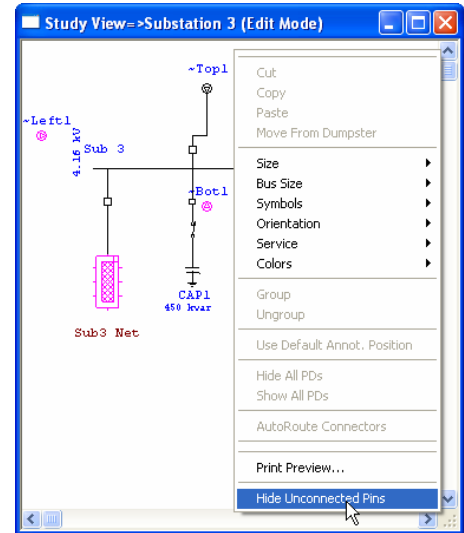 Study View=>Substation 3 (Edit Mode)
~Top1
~Left1
4.16 kV
Sub 3
~Bot1
CAP1
450 kvar
Sub3 Net
Cut
Copy
Paste
Move From Dumpster
Size
Bus Size
Symbols
Orientation
Service
Colors
Group
Ungroup
Use Default Annot. Position
Hide All PDs
Show All PDs
AutoRoute Connectors
Print Preview...
Hide Unconnected Pins